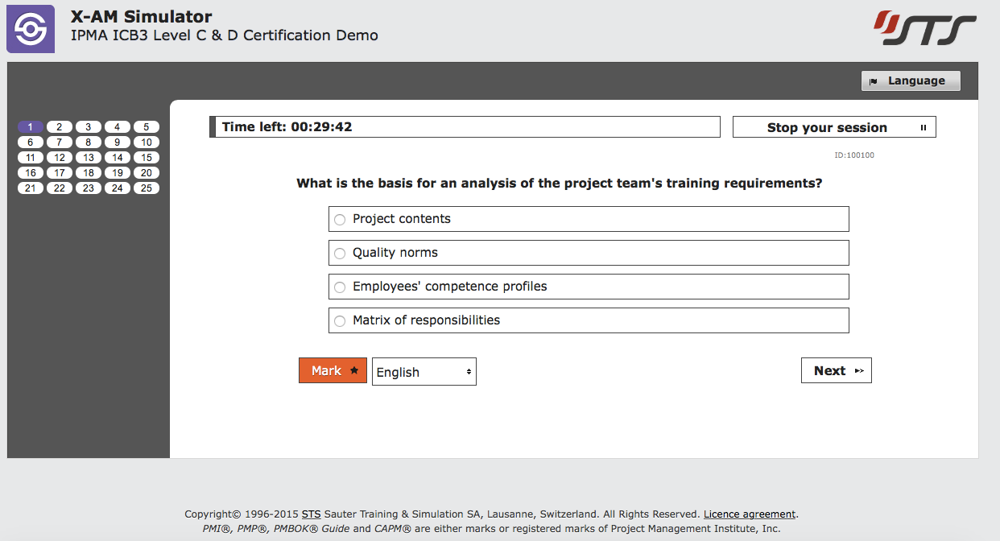 X-AM Simulator
IPMA ICB3 Level C & D Certification Demo
STS
Language
1 2 3 4 5
6 7 8 9 10
11 12 13 14 15
16 17 18 19 20
21 22 23 24 25
Time left: 00:29:42
Stop your session
ID:100100
What is the basis for an analysis of the project team's training requirements?
Project contents
Quality norms
Employees' competence profiles
Matrix of responsibilities
Mark
English
Next
Copyright© 1996-2015 STS Sauter Training & Simulation SA, Lausanne, Switzerland. All Rights Reserved. Licence agreement.
PMI®, PMP®, PMBOK® Guide and CAPM® are either marks or registered marks of Project Management Institute, Inc.